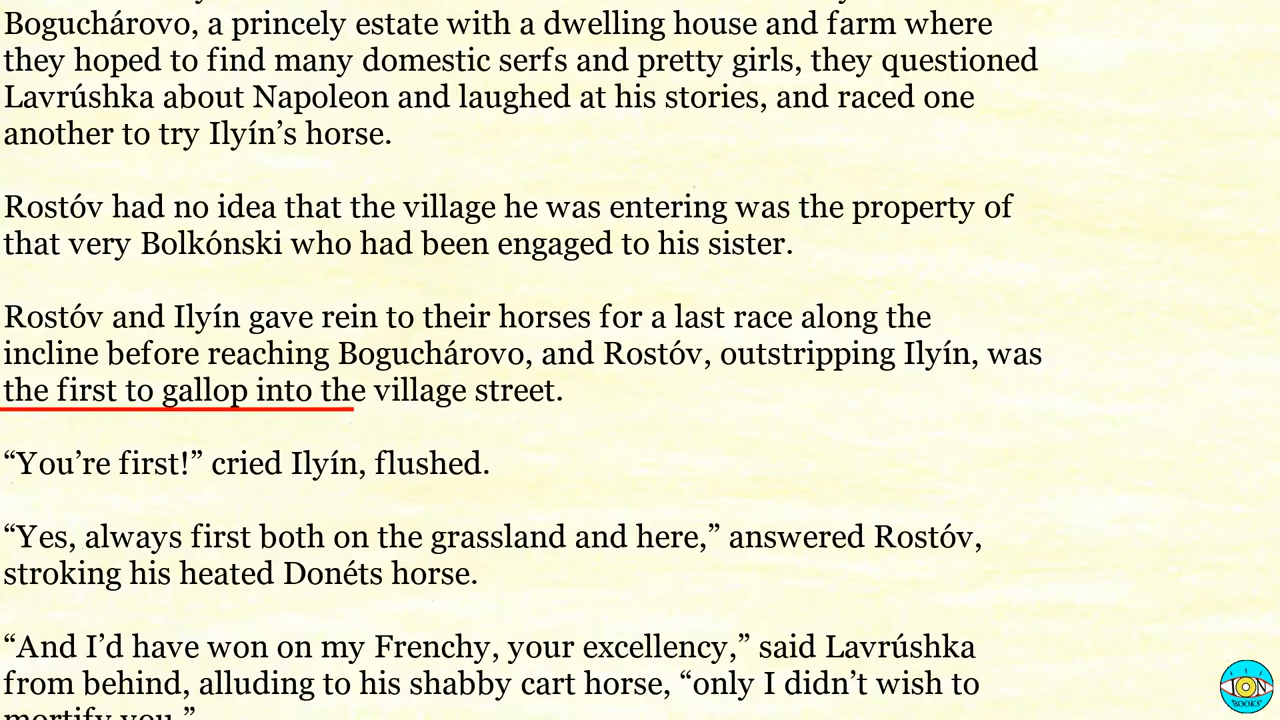 Boguchárovo, a princely estate with a dwelling house and farm where
they hoped to find many domestic serfs and pretty girls, they questioned
Lavrúshka about Napoleon and laughed at his stories, and raced one
another to try Ilyín’s horse.
Rostóv had no idea that the village he was entering was the property of
that very Bolkónski who had been engaged to his sister.
Rostóv and Ilyín gave rein to their horses for a last race along the
incline before reaching Boguchárovo, and Rostóv, outstripping Ilyín, was
the first to gallop into the village street.
“You’re first!” cried Ilyín, flushed.
“Yes, always first both on the grassland and here,” answered Rostóv,
stroking his heated Donéts horse.
“And I’d have won on my Frenchy, your excellency,” said Lavrúshka
from behind, alluding to his shabby cart horse, “only I didn’t wish to
mortify you.”
ION
BOOKS